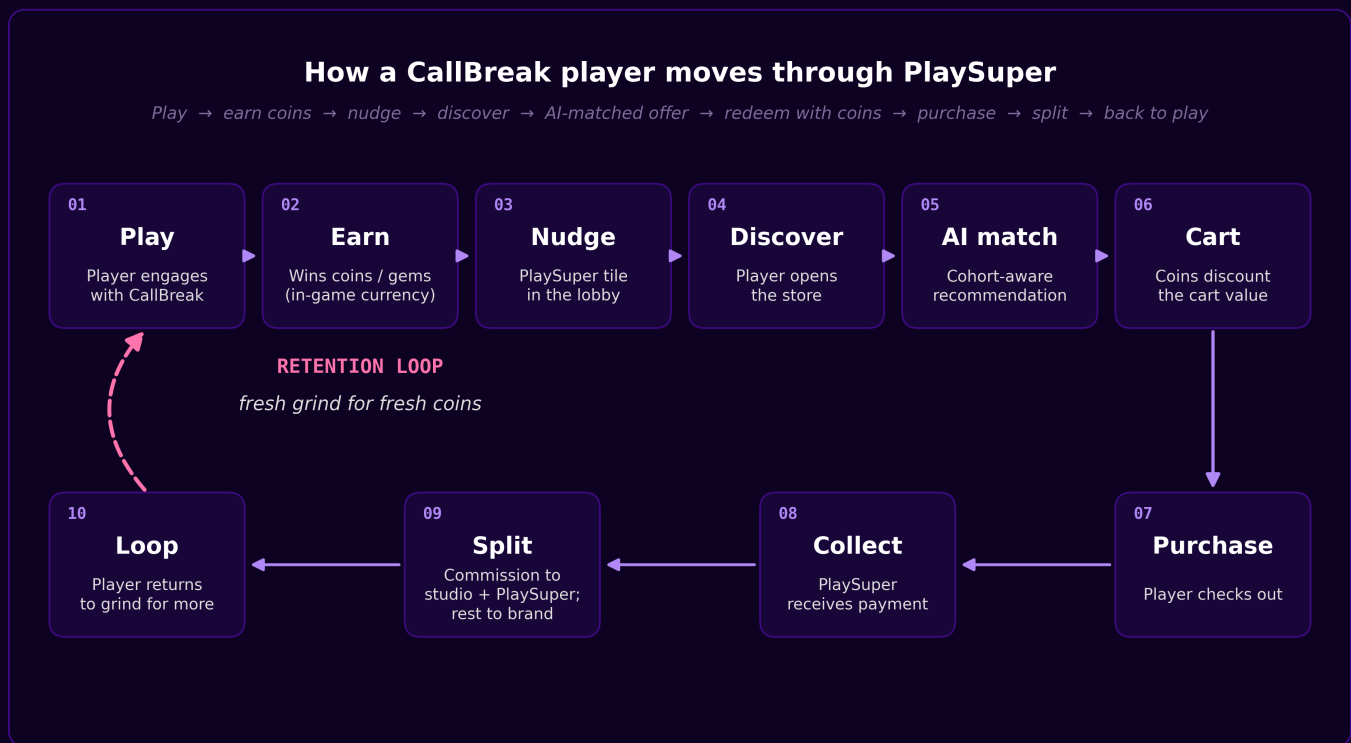 How a CallBreak player moves through PlaySuper
Play → earn coins → nudge → discover → AI-matched offer → redeem with coins → purchase → split → back to play
01
Play
Player engages
with CallBreak
02
Earn
Wins coins / gems
(in-game currency)
03
Nudge
PlaySuper tile
in the lobby
04
Discover
Player opens
the store
05
AI match
Cohort-aware
recommendation
06
Cart
Coins discount
the cart value
RETENTION LOOP
fresh grind for fresh coins
10
Loop
Player returns
to grind for more
09
Split
Commission to
studio + PlaySuper;
rest to brand
08
Collect
PlaySuper
receives payment
07
Purchase
Player checks out